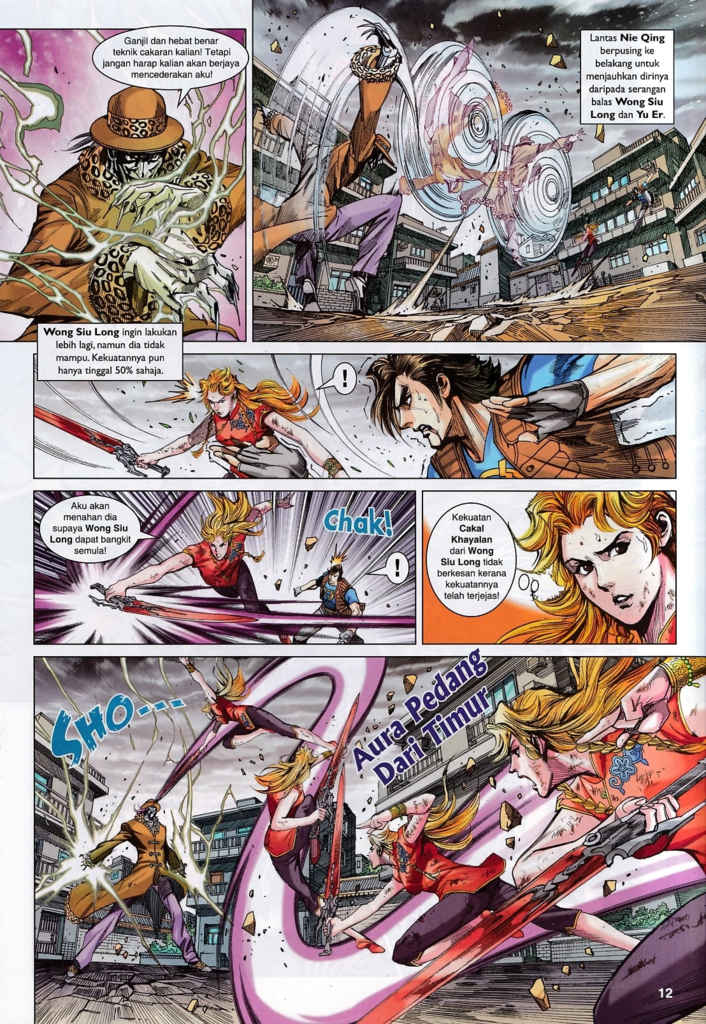 Ganjil dan hebat benar
teknik cakaran kalian! Tetapi
jangan harap kalian akan berjaya
mencederakan aku!
Lantas Nie Qing
berpusing ke
belakang untuk
menjauhkan dirinya
daripada serangan
balas Wong Siu
Long dan Yu Er.
Wong Siu Long ingin lakukan
lebih lagi, namun dia tidak
mampu. Kekuatannya pun
hanya tinggal 50% sahaja.
!
Aku akan
menahan dia
supaya Wong Siu
Long dapat bangkit
semula!
Chak!
!
Kekuatan
Cakal
Khayalan
dari Wong
Siu Long tidak
berkesan kerana
kekuatannya
telah terjejas!
SHO---
Aura Pedang
Dari Timur
12